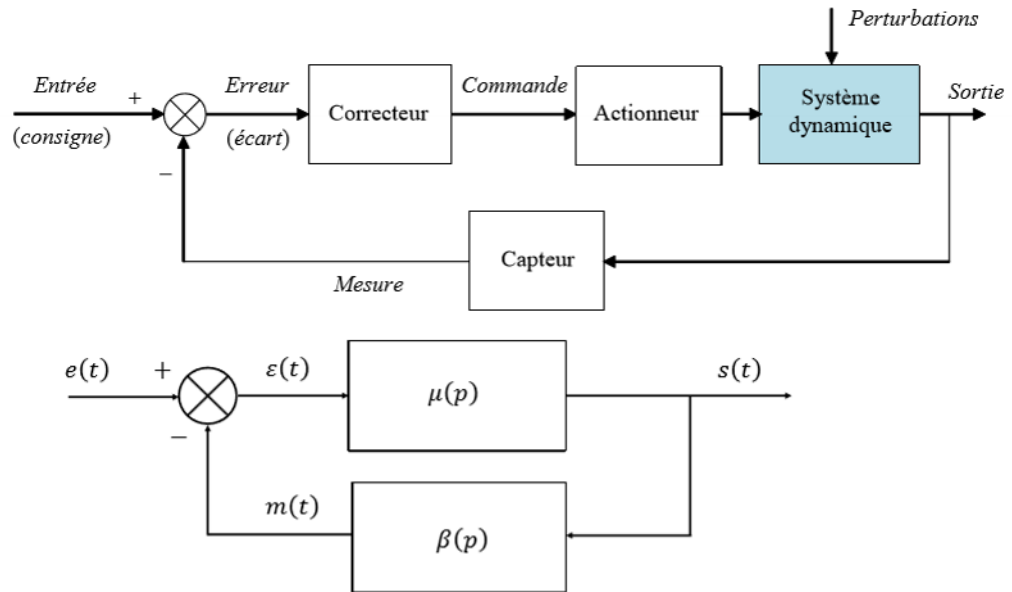 Perturbations
Entrée
+
Erreur
Commande
Sortie
Correcteur
Actionneur
Système
dynamique
(consigne)
(écart)
−
Capteur
Mesure
e(t)
+
ε(t)
μ(p)
s(t)
−
m(t)
β(p)